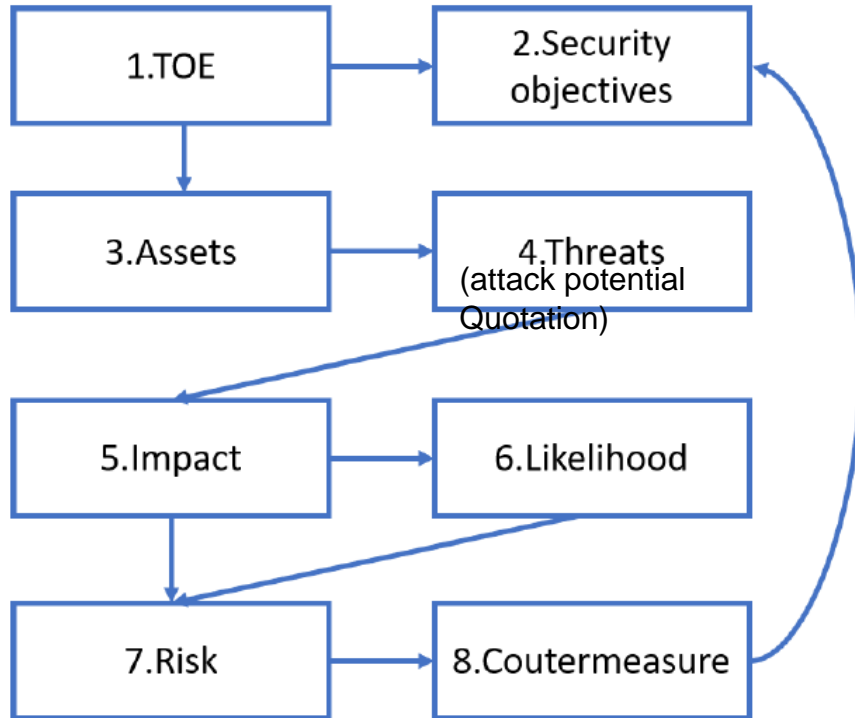 1.TOE
2.Security
objectives
3.Assets
4.Threats
(attack potential
Quotation)
5.Impact
6.Likelihood
7.Risk
8.Coutermeasure